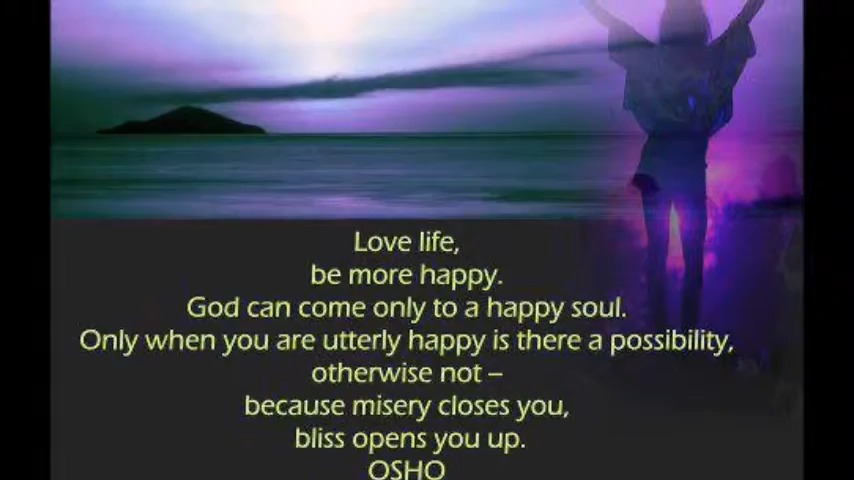 Love life,
be more happy.
God can come only to a happy soul.
Only when you are utterly happy is there a possibility,
otherwise not –
because misery closes you,
bliss opens you up.
OSHO